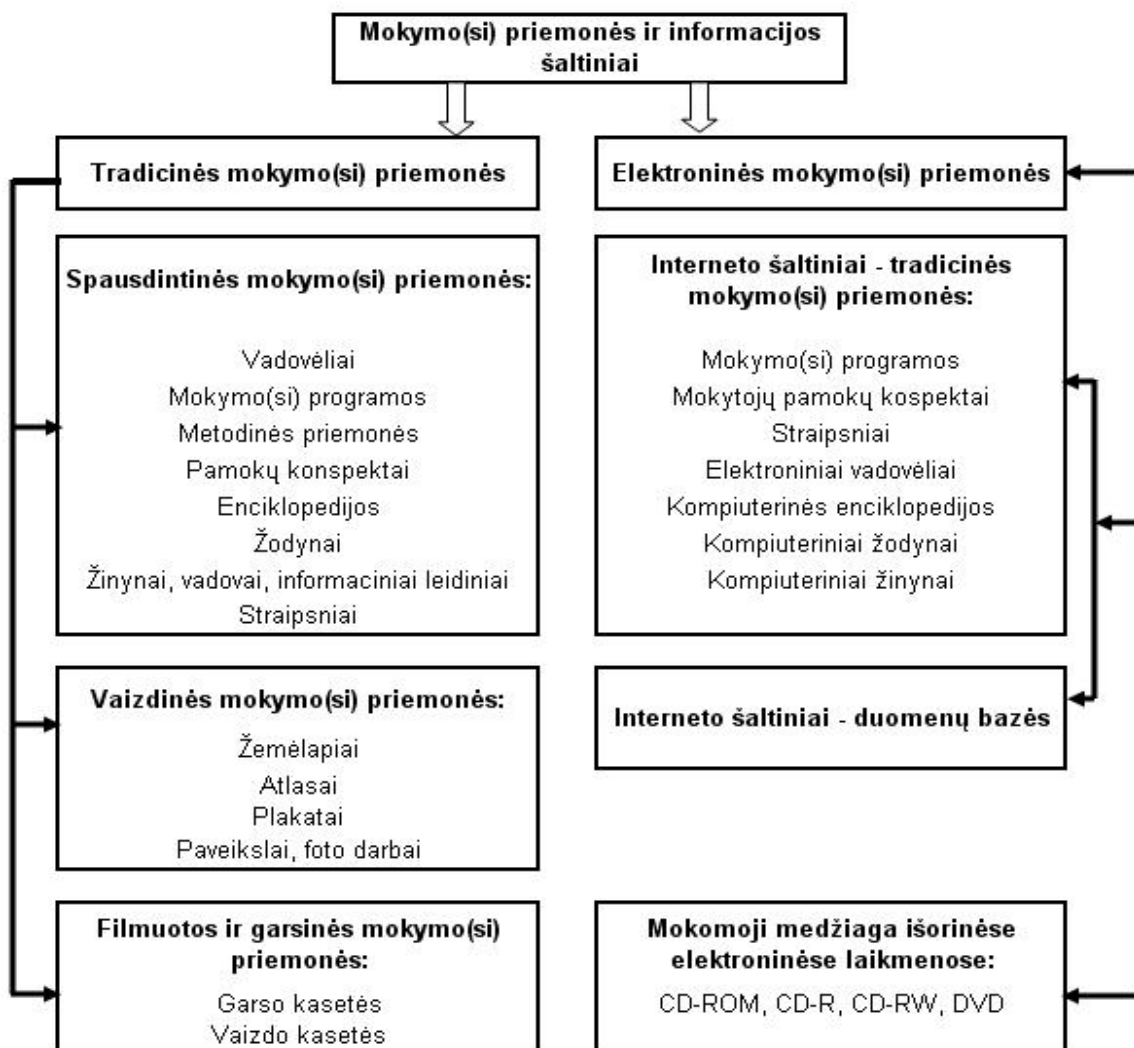 Mokymo(si) priemonės ir informacijos
šaltiniai
Tradicinės mokymo(si) priemonės
Elektroninės mokymo(si) priemonės
Spausdintinės mokymo(si) priemonės:
Vadovėliai
Mokymo(si) programos
Metodinės priemonės
Pamokų konspektai
Enciklopedijos
Žodynai
Žinynai, vadovai, informaciniai leidiniai
Straipsniai
Interneto šaltiniai - tradicinės
mokymo(si) priemonės:
Mokymo(si) programos
Mokytojų pamokų kospektai
Straipsniai
Elektroniniai vadovėliai
Kompiuterinės enciklopedijos
Kompiuteriniai žodynai
Kompiuteriniai žinynai
Vaizdinės mokymo(si) priemonės:
Žemėlapiai
Atlasai
Plakatai
Paveikslai, foto darbai
Interneto šaltiniai - duomenų bazės
Filmuotos ir garsinės mokymo(si)
priemonės:
Garso kasetės
Vaizdo kasetės
Mokomoji medžiaga išorinėse
elektroninėse laikmenose:
CD-ROM, CD-R, CD-RW, DVD